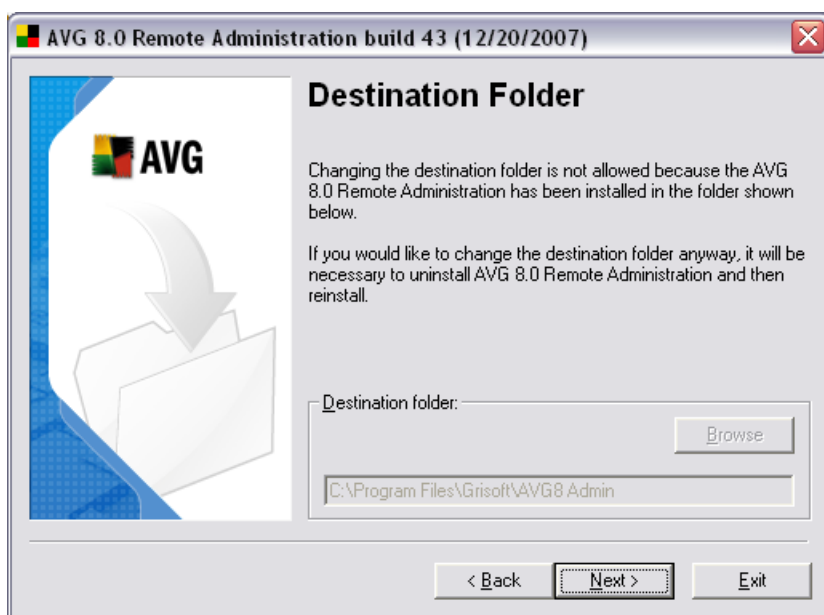 AVG 8.0 Remote Administration build 43 (12/20/2007)
AVG
Destination Folder
Changing the destination folder is not allowed because the AVG
8.0 Remote Administration has been installed in the folder shown
below.
If you would like to change the destination folder anyway, it will be
necessary to uninstall AVG 8.0 Remote Administration and then
reinstall.
Destination folder:
Browse
C:\Program Files\Grisoft\AVG8 Admin
< Back
Next >
Exit